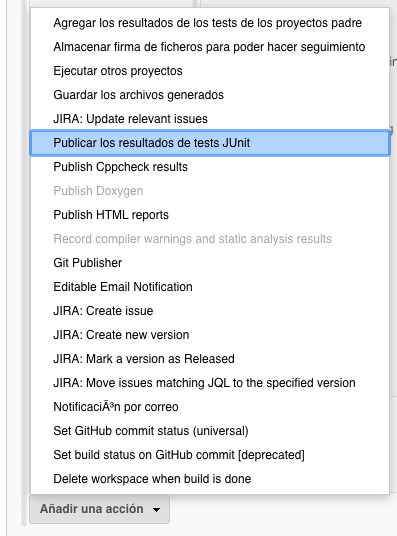 Agregar los resultados de los tests de los proyectos padre
Almacenar firma de ficheros para poder hacer seguimiento
Ejecutar otros proyectos
Guardar los archivos generados
JIRA: Update relevant issues
Publicar los resultados de tests JUnit
Publish Cppcheck results
Publish Doxygen
Publish HTML reports
Record compiler warnings and static analysis results
Git Publisher
Editable Email Notification
JIRA: Create issue
JIRA: Create new version
JIRA: Mark a version as Released
JIRA: Move issues matching JQL to the specified version
NotificaciÃ³n por correo
Set GitHub commit status (universal)
Set build status on GitHub commit [deprecated]
Delete workspace when build is done
Añadir una acción